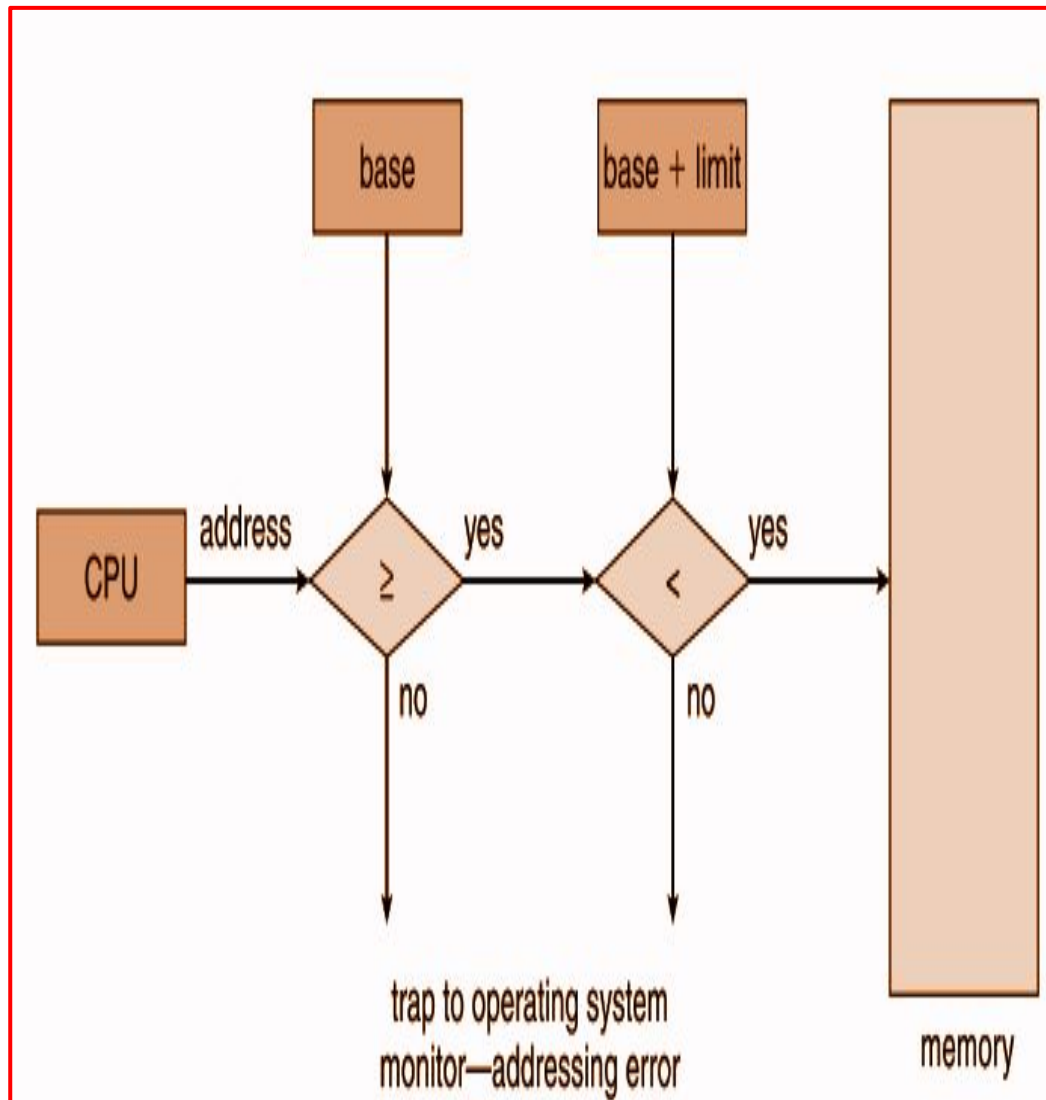 base
base + limit
CPU
address
≥
yes
<
yes
no
no
trap to operating system
monitor—addressing error
memory